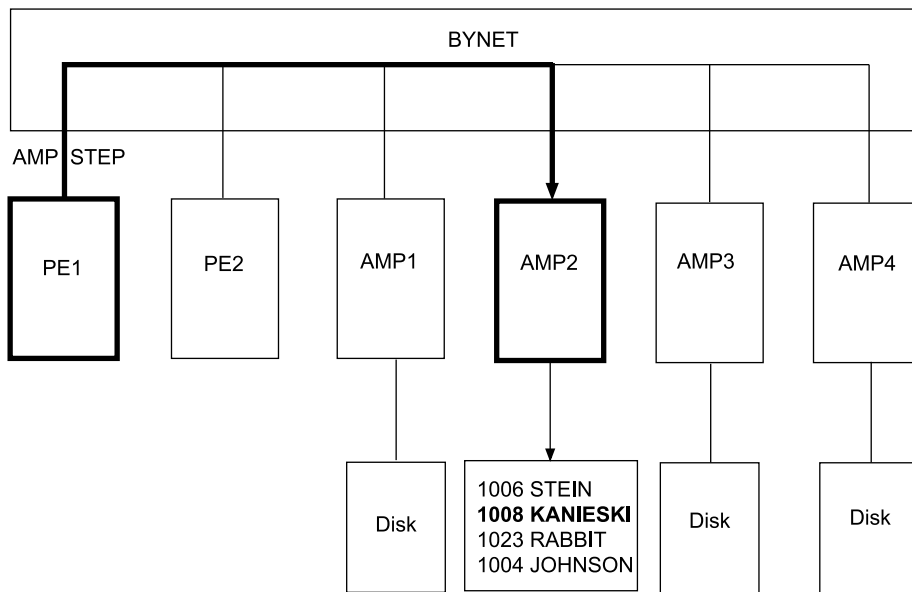 BYNET
AMP STEP
PE1
PE2
AMP1
AMP2
AMP3
AMP4
Disk
1006 STEIN
1008 KANIESKI
1023 RABBIT
1004 JOHNSON
Disk
Disk